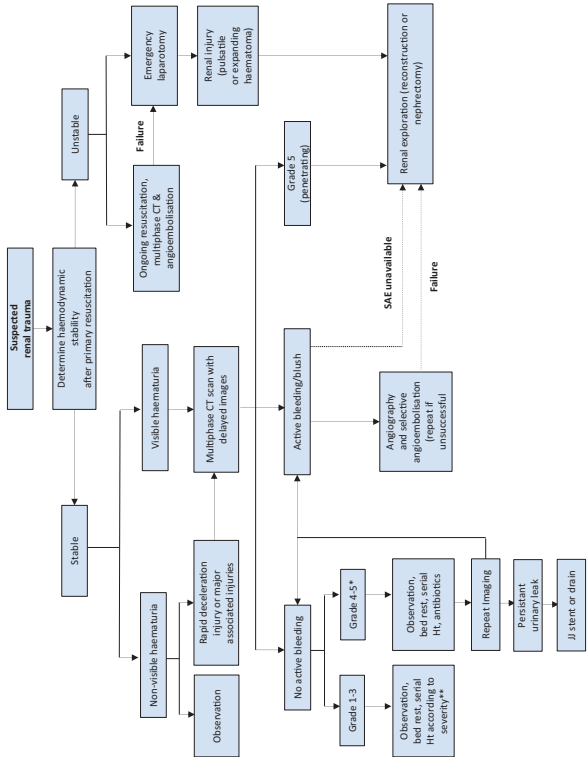 Suspected
renal trauma
Determine haemodynamic
stability
after primary resuscitation
Stable
Unstable
Non-visible haematuria
Visible haematuria
Observation
Rapid deceleration
injury or major
associated injuries
Multiphase CT scan with
delayed images
Ongoing resuscitation,
multiphase CT &
angioembolisation
Failure
Emergency
laparotomy
Renal injury
(pulsatile
or expanding
haematoma)
No active bleeding
Active bleeding/blush
Grade 5
(penetrating)
Grade 1-3
Grade 4-5*
Observation,
bed rest, serial
Ht according to
severity**
Observation,
bed rest, serial
Ht, antibiotics
Repeat Imaging
Persistant
urinary leak
JJ stent or drain
Angiography
and selective
angioembolisation
(repeat if
unsuccessful
SAE unavailable
Failure
Renal exploration (reconstruction or
nephrectomy